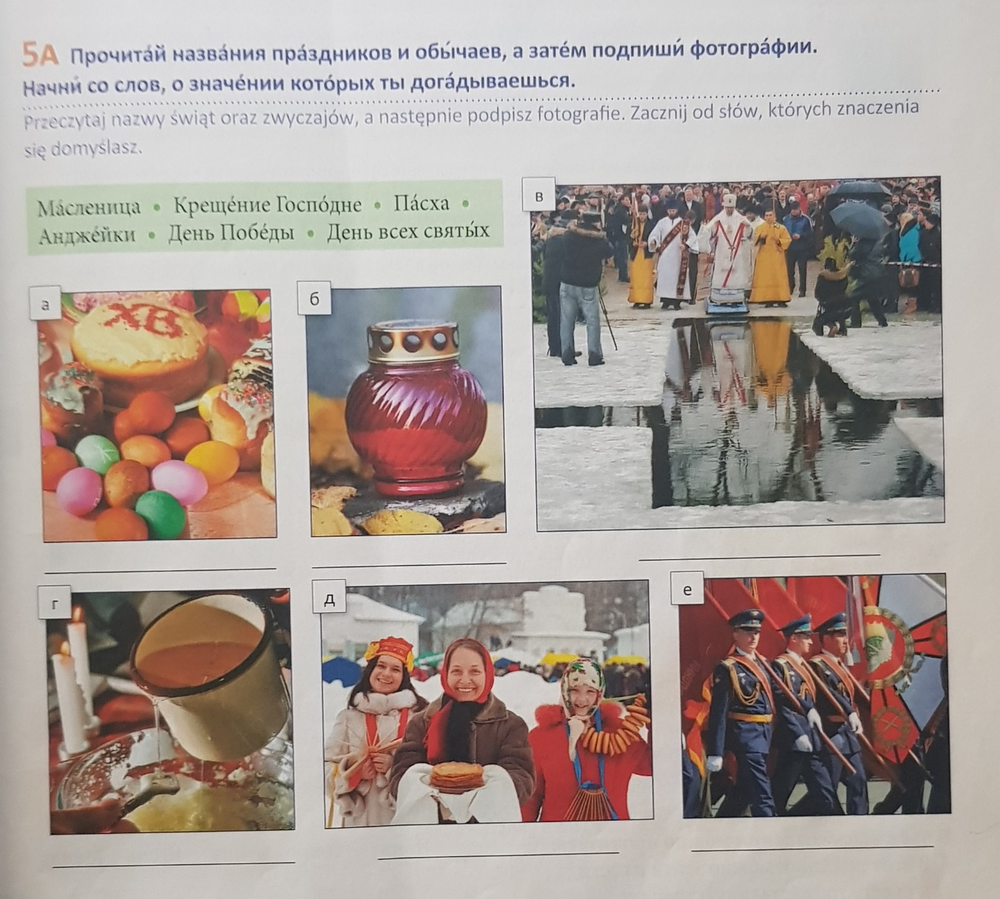 5А Прочита́й назва́ния пра́здников и обы́чаев, а зате́м подпиши́ фотогра́фии.
Начни́ со слов, о значе́нии кото́рых ты дога́дываешься.
Przeczytaj nazwy świąt oraz zwyczajów, a następnie podpisz fotografie. Zacznij od słów, których znaczenia
się domyślasz.
Ма́сленица • Креще́ние Госпо́дне • Па́сха •
Андже́йки • День Побе́ды • День всех святы́х
в
а
б
ХВ
г
д
е